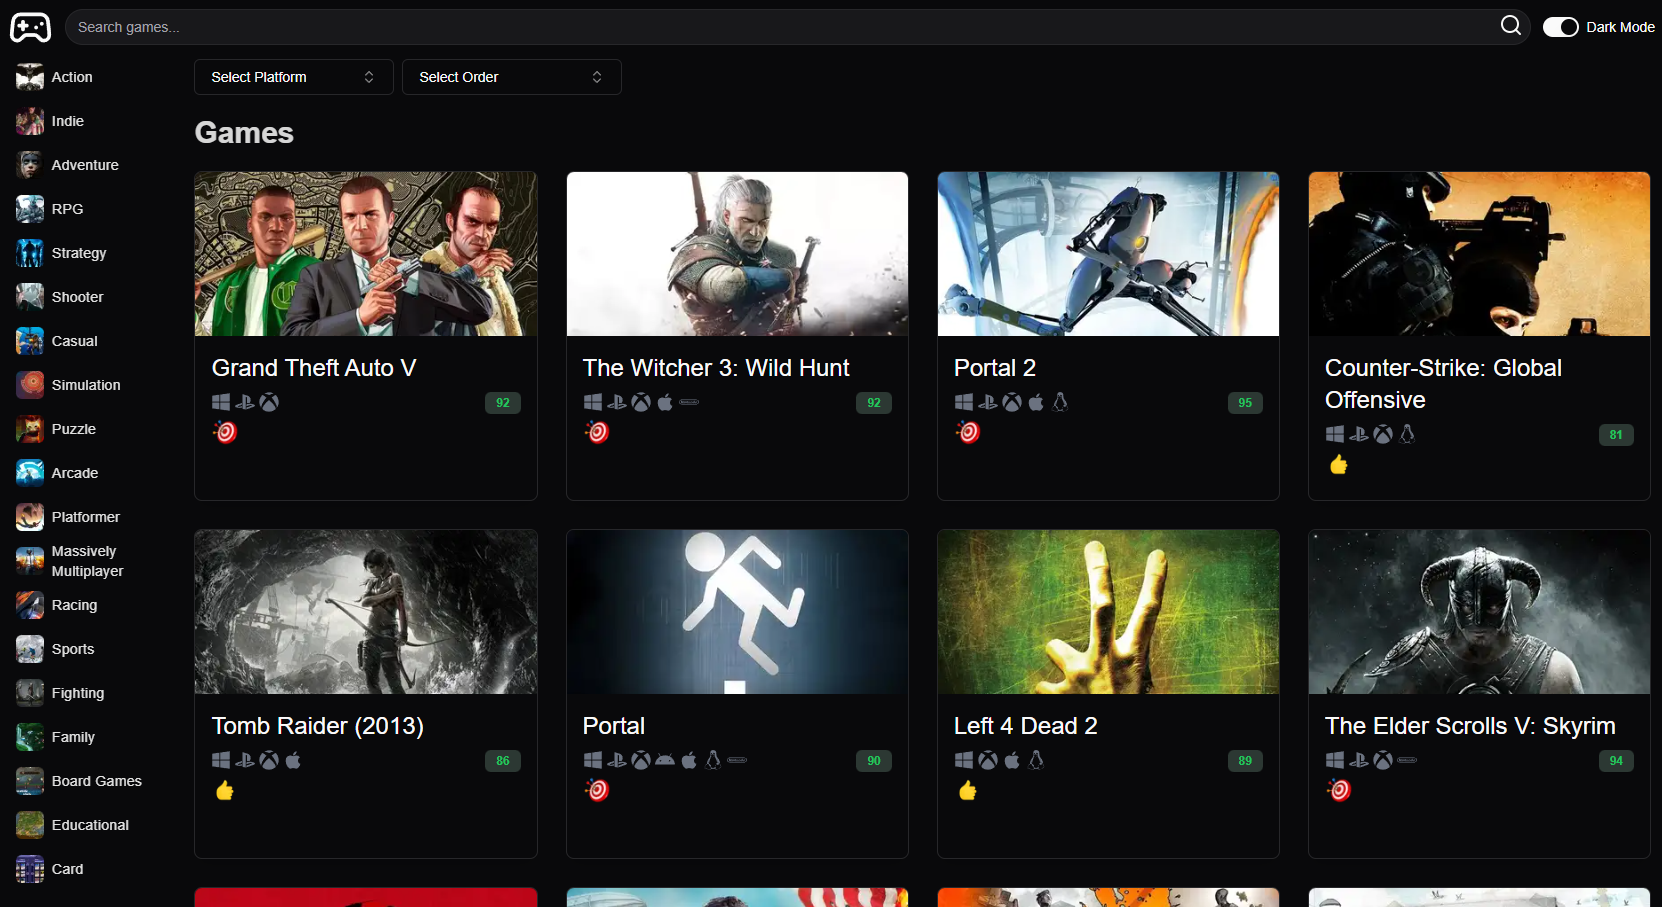 Search games...
Dark Mode
Select Platform
Select Order
Action
Indie
Adventure
RPG
Strategy
Shooter
Casual
Simulation
Puzzle
Arcade
Platformer
Massively
Multiplayer
Racing
Sports
Fighting
Family
Board Games
Educational
Card
Games
Grand Theft Auto V
92
The Witcher 3: Wild Hunt
92
Portal 2
95
Counter-Strike: Global
Offensive
81
Tomb Raider (2013)
86
Portal
90
Left 4 Dead 2
89
The Elder Scrolls V: Skyrim
94